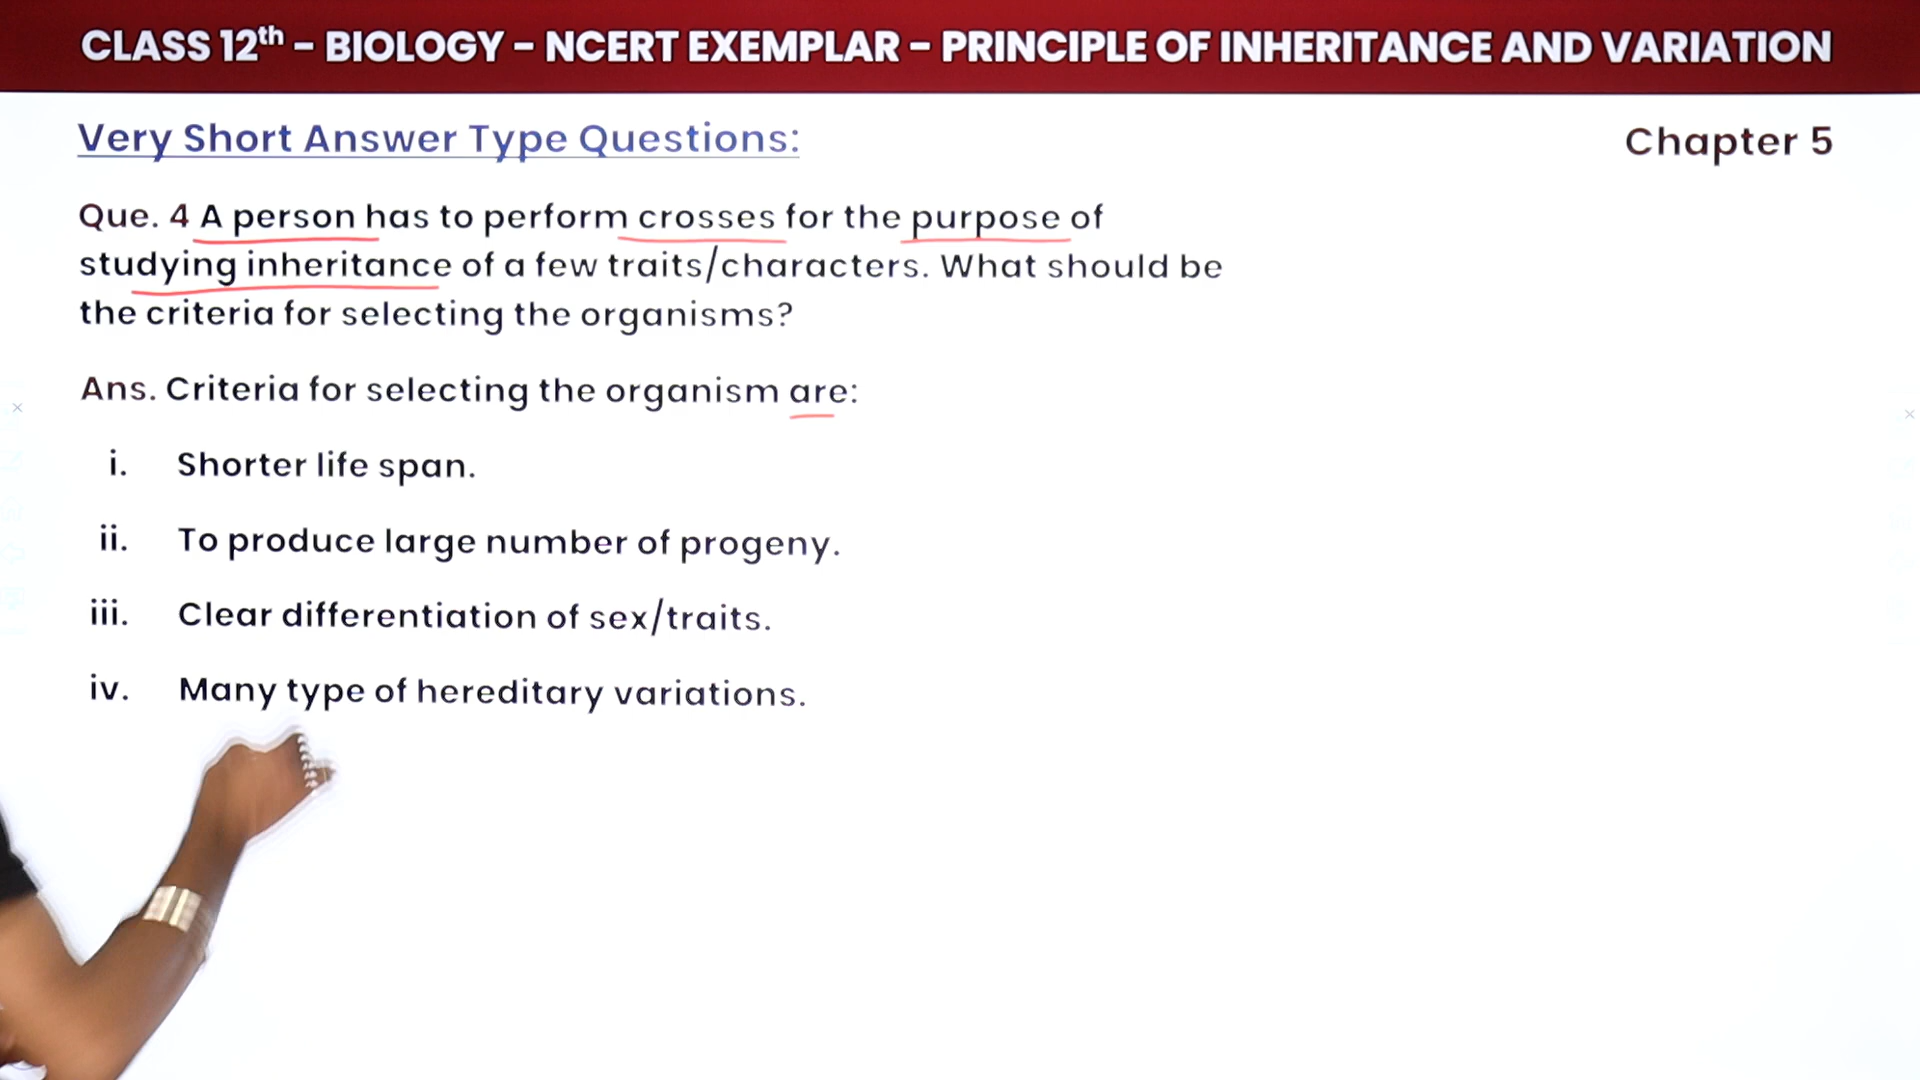 CLASS 12th – BIOLOGY – NCERT EXEMPLAR – PRINCIPLE OF INHERITANCE AND VARIATION
Very Short Answer Type Questions:
Chapter 5
Que. 4 A person has to perform crosses for the purpose of
studying inheritance of a few traits/characters. What should be
the criteria for selecting the organisms?
Ans. Criteria for selecting the organism are:
i. Shorter life span.
ii. To produce large number of progeny.
iii. Clear differentiation of sex/traits.
iv. Many type of hereditary variations.